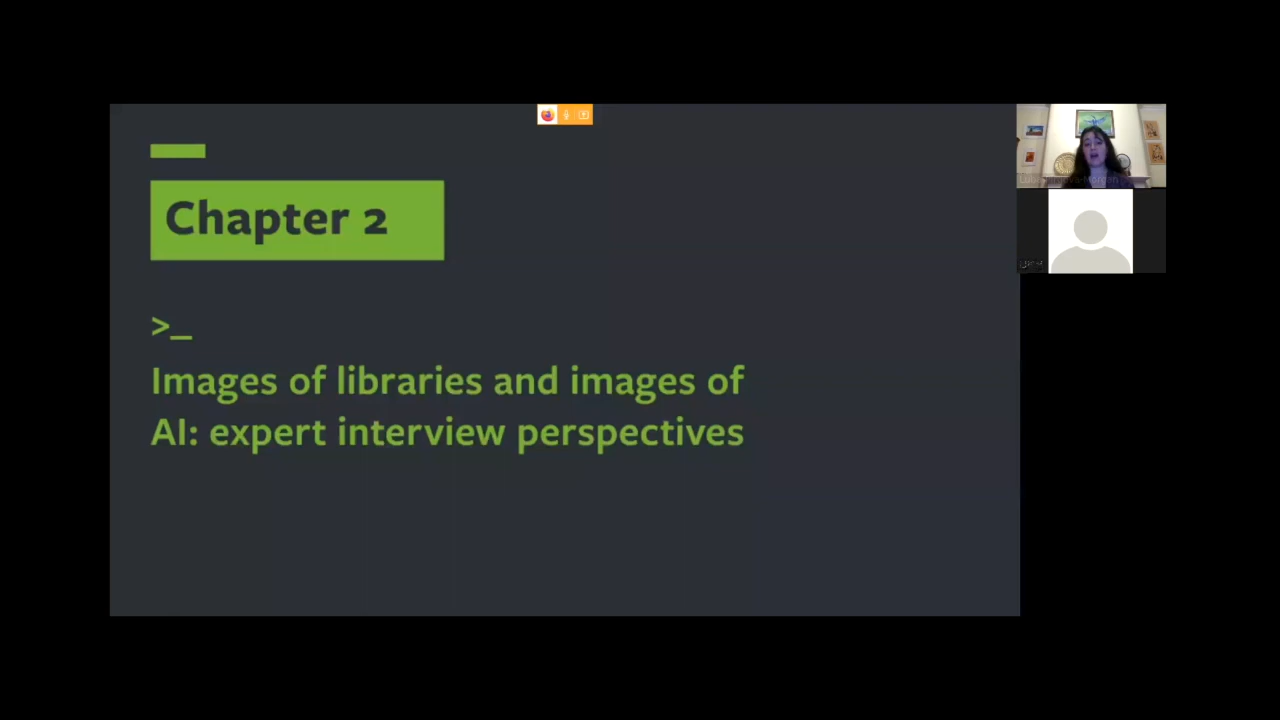 Chapter 2
>_
Images of libraries and images of
AI: expert interview perspectives